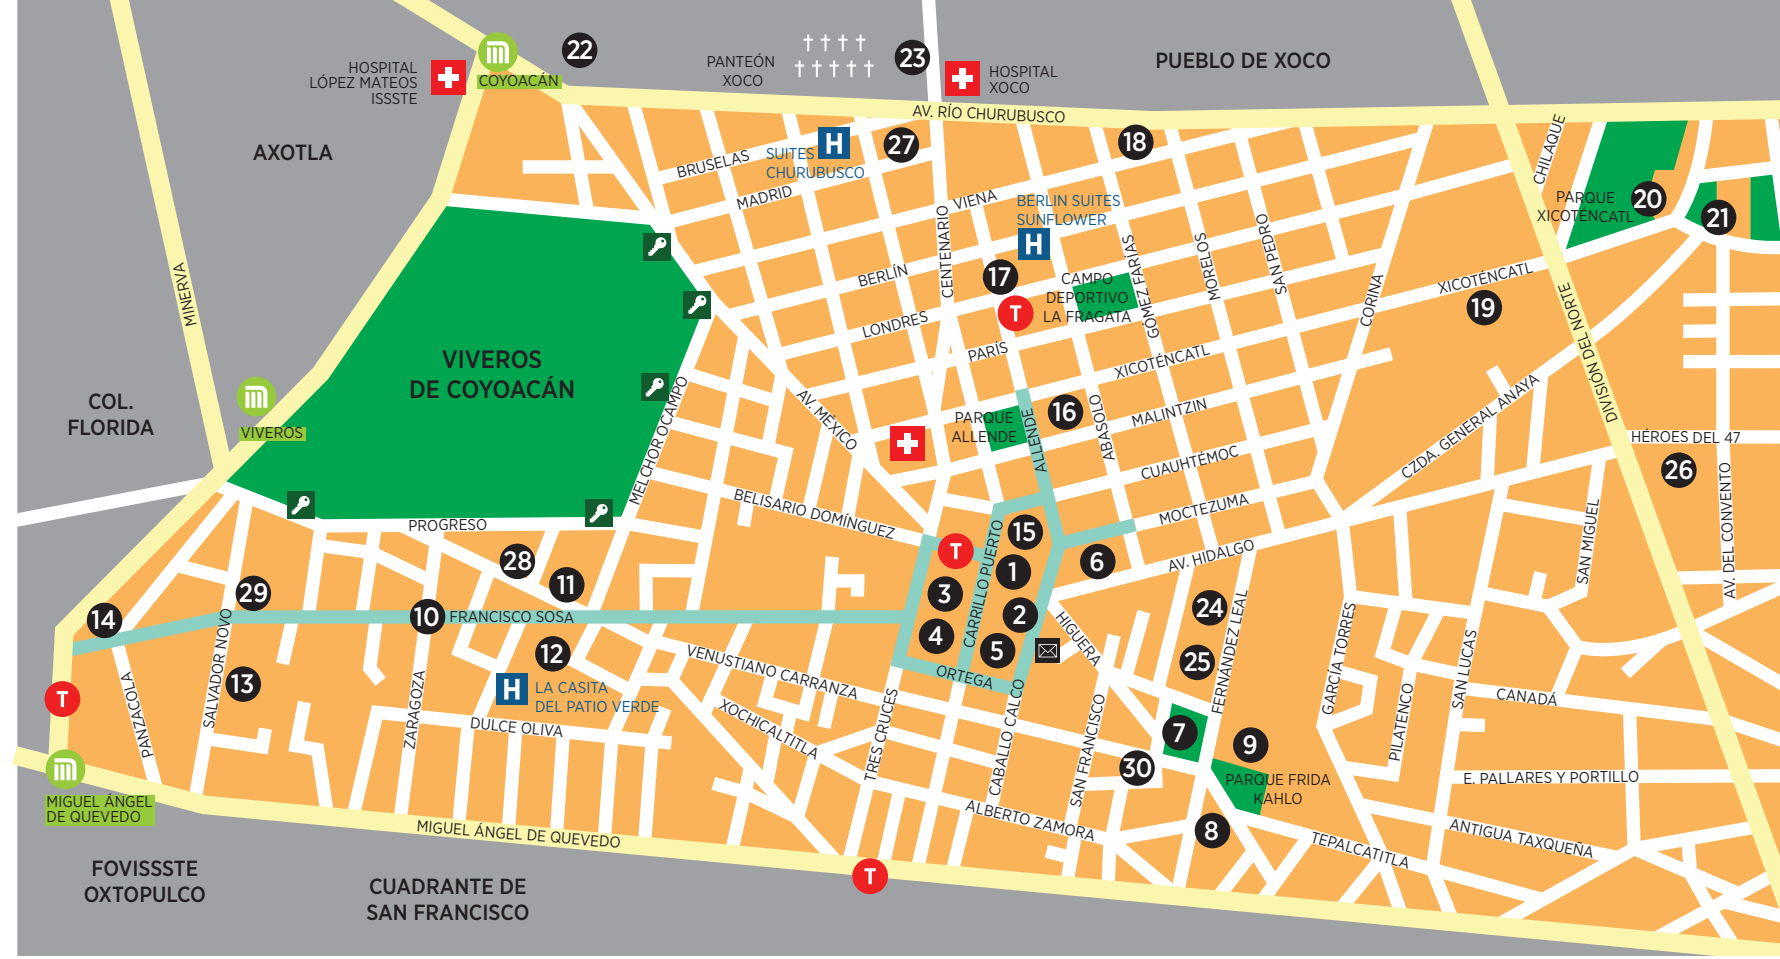 22
HOSPITAL
LÓPEZ MATEOS
ISSSTE
COYOACÁN
PANTEÓN
XOCO
23
HOSPITAL
XOCO
PUEBLO DE XOCO
AV. RÍO CHURUBUSCO
AXOTLA
BRUSELAS
SUITES
CHURUBUSCO
H
27
18
CHILAQUE
MADRID
VIENA
BERLIN SUITES
SUNFLOWER
H
PARQUE
XICOTÉNCATL
20
21
CENTENARIO
GÓMEZ FARÍAS
MORELOS
SAN PEDRO
MINERVA
BERLÍN
17
CAMPO
DEPORTIVO
LA FRAGATA
T
CORINA
XICOTÉNCATL
19
DIVISIÓN DEL NORTE
LONDRES
PARÍS
XICOTÉNCATL
VIVEROS
DE COYOACÁN
COL.
FLORIDA
VIVEROS
MELCHOR OCAMPO
AV. MÉXICO
PARQUE
ALLENDE
ALLENDE
16
ABASOLO
MALINTZIN
CZDA. GENERAL ANAYA
HÉROES DEL 47
26
CUAUHTÉMOC
BELISARIO DOMÍNGUEZ
MOCTEZUMA
PROGRESO
SAN MIGUEL
AV. DEL CONVENTO
T
CARRILLO PUERTO
15
6
AV. HIDALGO
28
11
1
29
3
24
14
10
FRANCISCO SOSA
2
HIGUERA
FERNÁNDEZ LEAL
GARCÍA TORRES
SAN LUCAS
4
5
25
12
13
SALVADOR NOVO
PANZACOLA
ZARAGOZA
H
LA CASITA
DEL PATIO VERDE
VENUSTIANO CARRANZA
ORTEGA
T
DULCE OLIVA
XOCHICALTITLA
TRES CRUCES
CABALLO CALCO
SAN FRANCISCO
PILATENCO
CANADÁ
7
9
30
PARQUE FRIDA
KAHLO
E. PALLARES Y PORTILLO
MIGUEL ÁNGEL
DE QUEVEDO
ALBERTO ZAMORA
8
TEPALCATITLA
ANTIGUA TAXQUEÑA
MIGUEL ÁNGEL DE QUEVEDO
T
FOVISSSTE
OXTOPULCO
CUADRANTE DE
SAN FRANCISCO